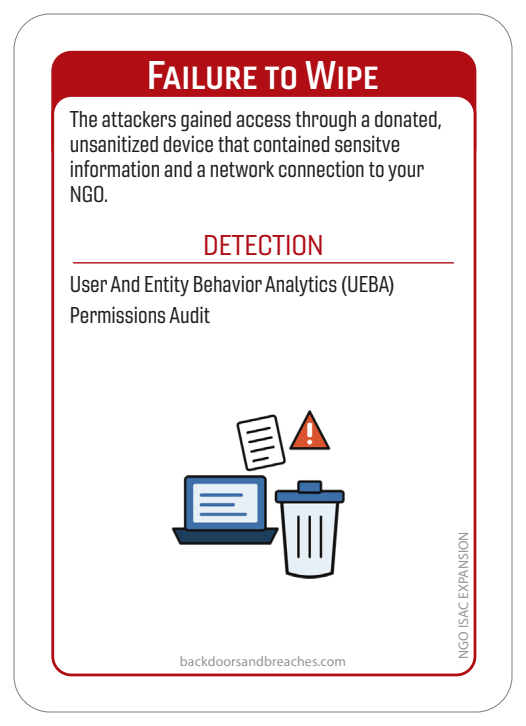 FAILURE TO WIPE
The attackers gained access through a donated,
unsanitized device that contained sensitve
information and a network connection to your
NGO.
DETECTION
User And Entity Behavior Analytics (UEBA)
Permissions Audit
NGO ISAC EXPANSION
backdoorsandbreaches.com